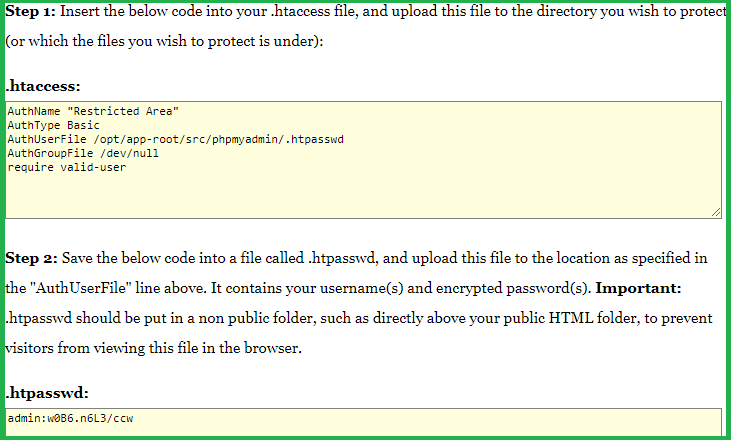 Step 1: Insert the below code into your .htaccess file, and upload this file to the directory you wish to protect
(or which the files you wish to protect is under):
.htaccess:
AuthName "Restricted Area"
AuthType Basic
AuthUserFile /opt/app-root/src/phpmyadmin/.htpasswd
AuthGroupFile /dev/null
require valid-user
Step 2: Save the below code into a file called .htpasswd, and upload this file to the location as specified in
the "AuthUserFile" line above. It contains your username(s) and encrypted password(s). Important:
.htpasswd should be put in a non public folder, such as directly above your public HTML folder, to prevent
visitors from viewing this file in the browser.
.htpasswd:
admin:w0B6.n6L3/ccw